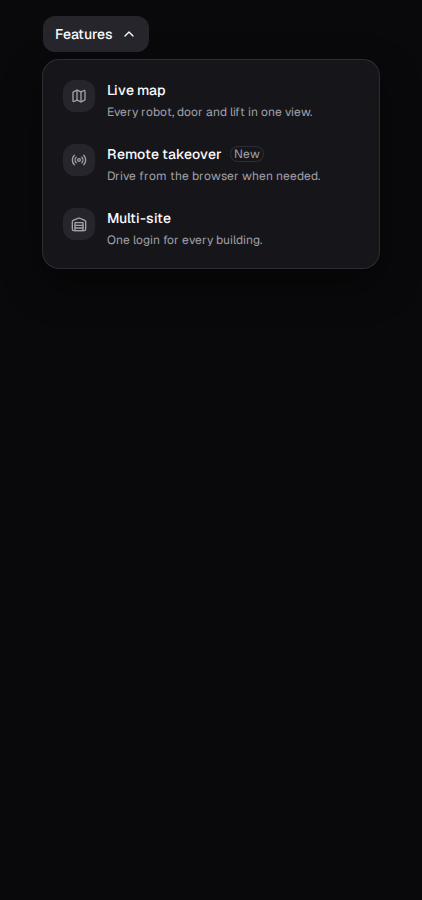 Features
Live map
Every robot, door and lift in one view.
Remote takeover New
Drive from the browser when needed.
Multi-site
One login for every building.